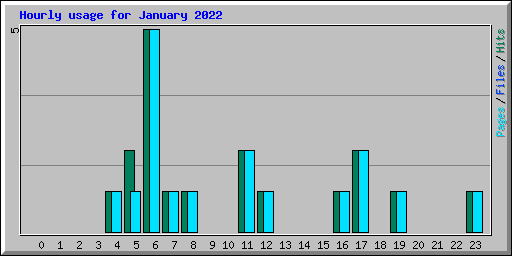 Hourly usage for January 2022
5
Pages/Files/Hits
0 1 2 3 4 5 6 7 8 9 10 11 12 13 14 15 16 17 18 19 20 21 22 23